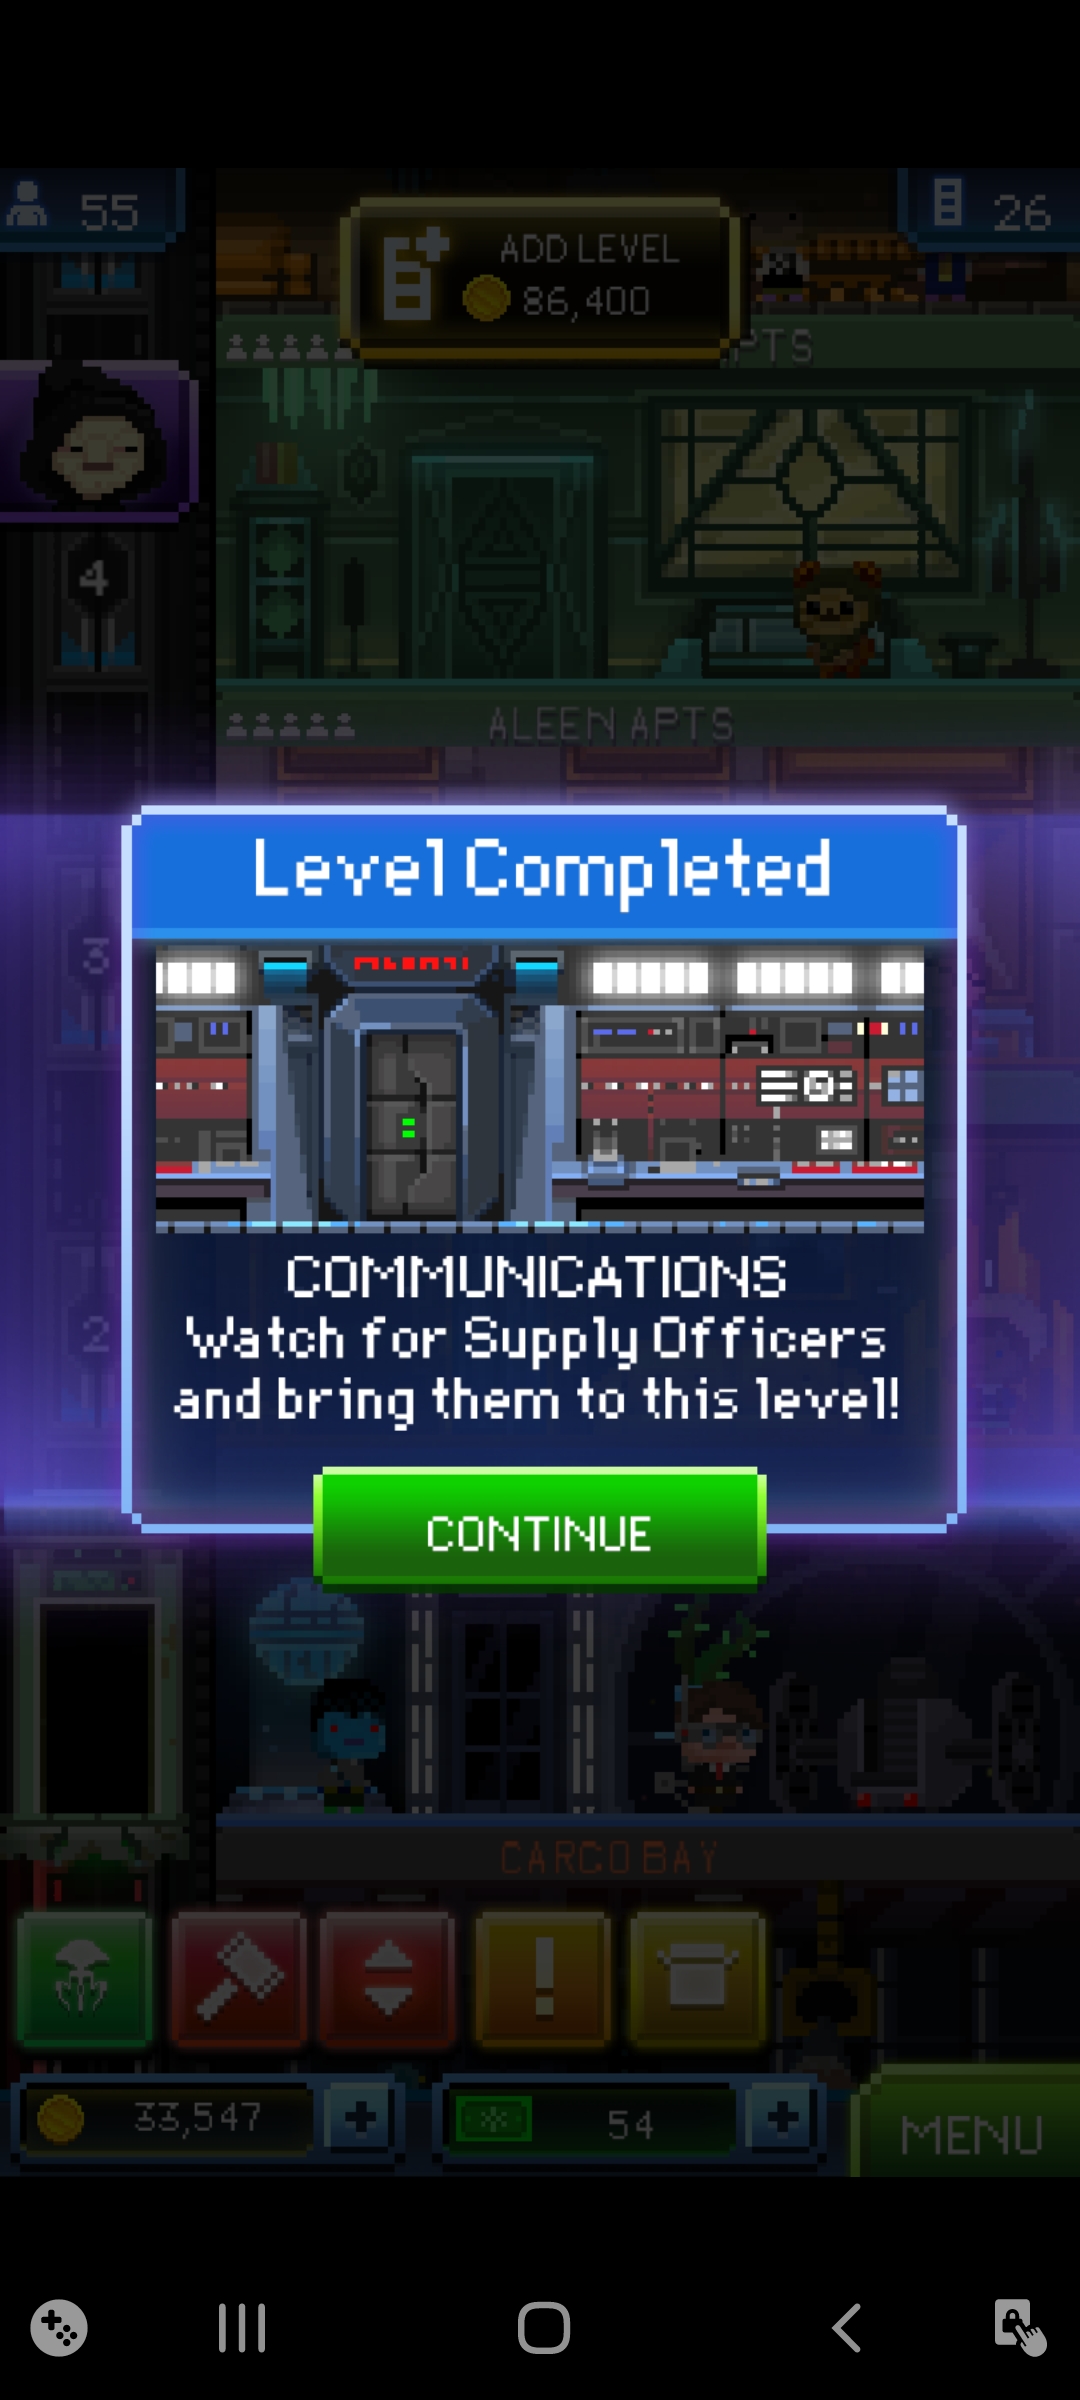 55
ADD LEVEL
86,400
26
PTS
4
ALEEN APTS
Level Completed
3
COMMUNICATIONS
Watch for Supply Officers
and bring them to this level!
2
CONTINUE
CARGO BAY
33,547
54
MENU